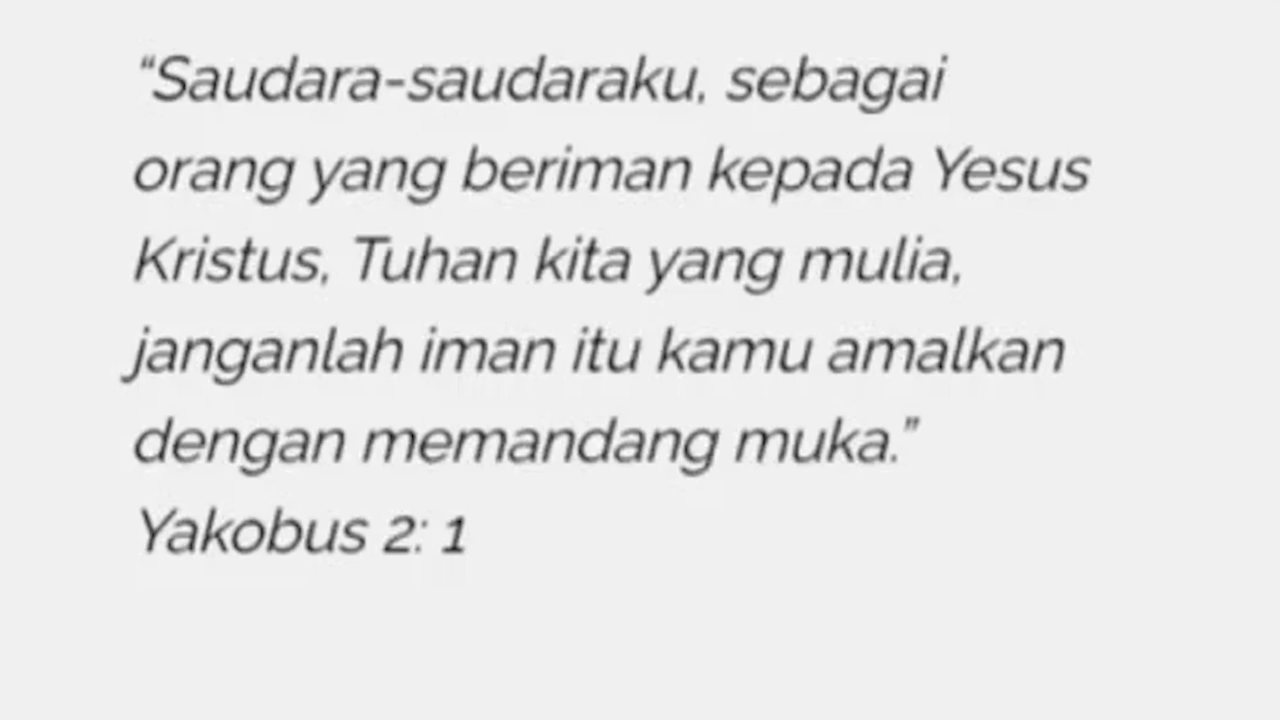 “Saudara-saudaraku, sebagai
orang yang beriman kepada Yesus
Kristus, Tuhan kita yang mulia,
janganlah iman itu kamu amalkan
dengan memandang muka.”
Yakobus 2: 1